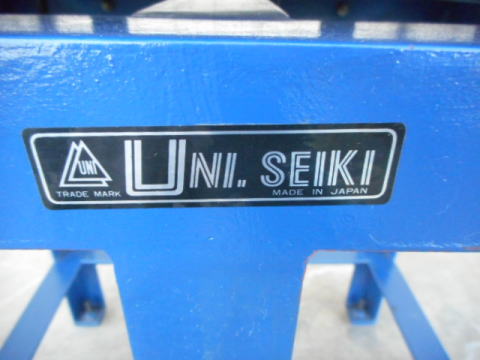 UNI
TRADE MARK
UNI. SEIKI
MADE IN JAPAN